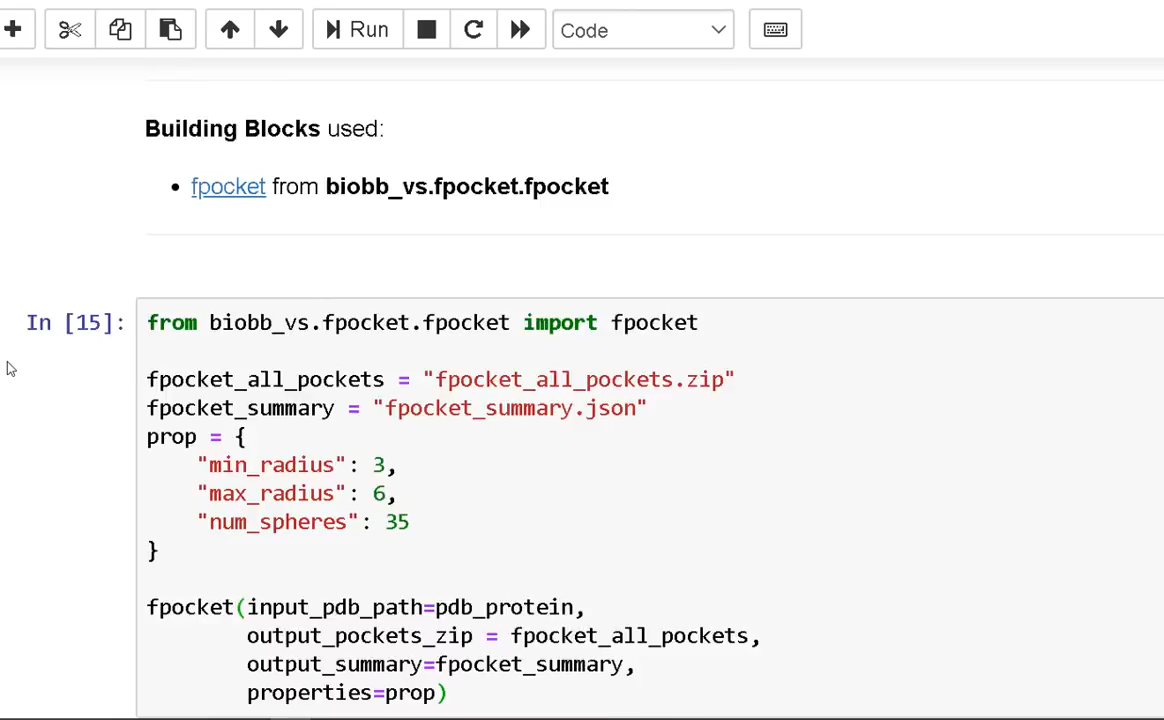 Run
Code
Building Blocks used:
• fpocket from biobb_vs.fpocket.fpocket
In [15]:
from biobb_vs.fpocket.fpocket import fpocket
fpocket_all_pockets = "fpocket_all_pockets.zip"
fpocket_summary = "fpocket_summary.json"
prop = {
    "min_radius": 3,
    "max_radius": 6,
    "num_spheres": 35
}
fpocket(input_pdb_path=pdb_protein,
        output_pockets_zip = fpocket_all_pockets,
        output_summary=fpocket_summary,
        properties=prop)